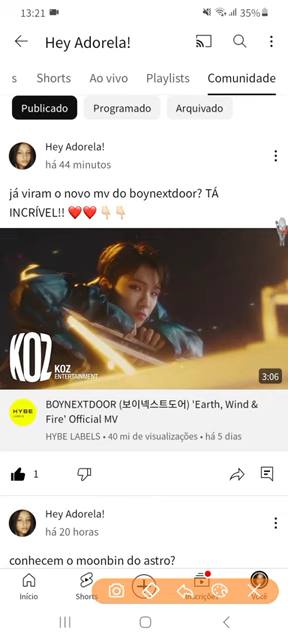 13:21 35%
Hey Adorela!
s Shorts Ao vivo Playlists Comunidade
Publicado Programado Arquivado
Hey Adorela!
há 44 minutos
já viram o novo mv do boynextdoor? TÁ
INCRÍVEL!! ❤️❤️👇🏻👇🏻
KOZ KOZ
ENTERTAINMENT
3:06
HYBE
LABELS
BOYNEXTDOOR (보이넥스트도어) 'Earth, Wind &
Fire' Official MV
HYBE LABELS • 40 mi de visualizações • há 5 dias
1
Hey Adorela!
há 20 horas
conhecem o moonbin do astro?
Início Shorts Inscrições Você